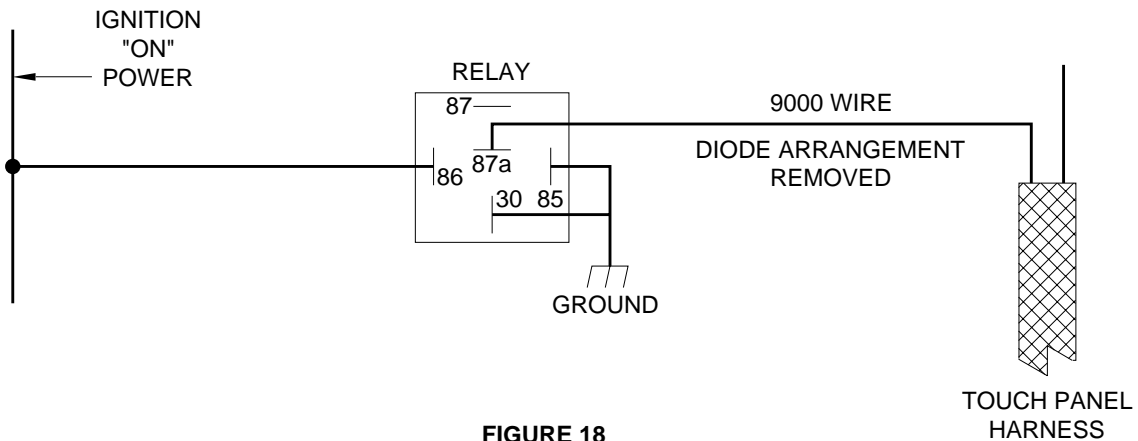 IGNITION
"ON"
POWER
RELAY
87
87a
86
30 85
GROUND
9000 WIRE
DIODE ARRANGEMENT
REMOVED
TOUCH PANEL
HARNESS
FIGURE 18